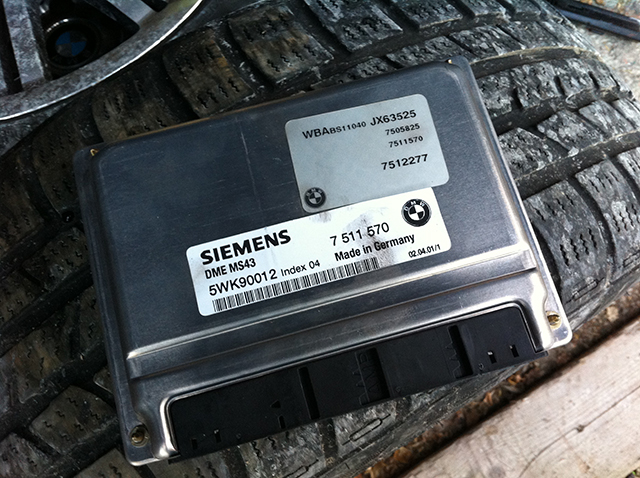 WBABS11040 JX63525
7505825
7511570
7512277
BMW
SIEMENS 7 511 570
DME MS43 Made in Germany
5WK90012 Index 04 02.04.01/1